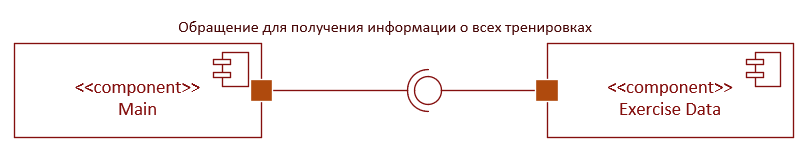 Обращение для получения информации о всех тренировках
<<component>>
Main
<<component>>
Exercise Data